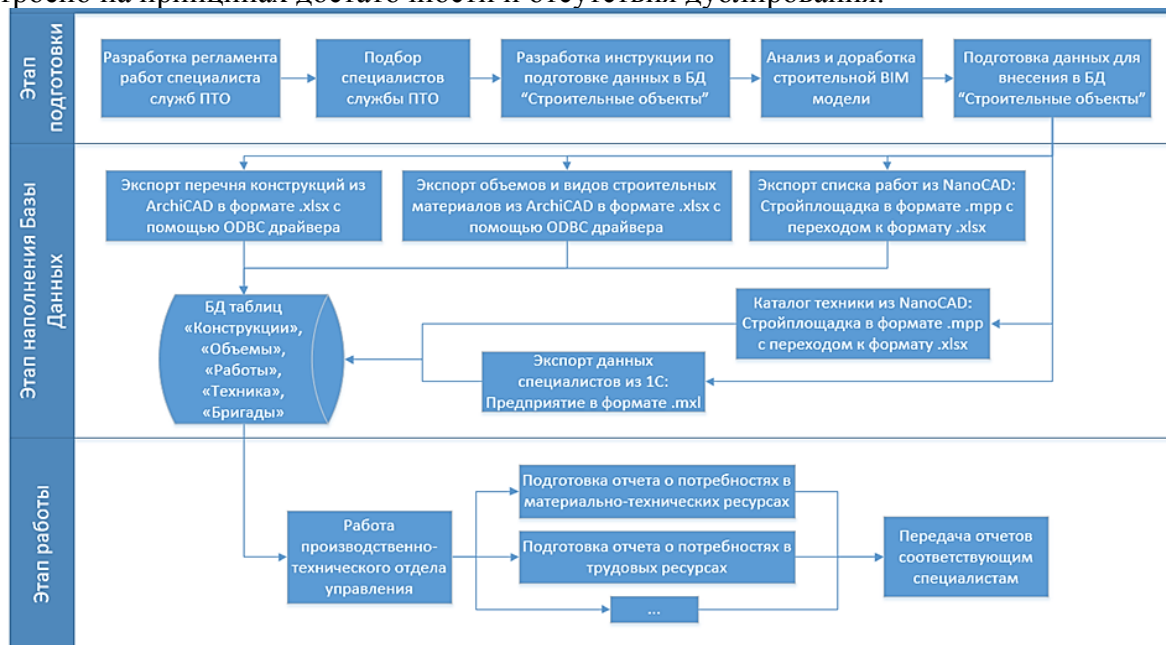 троено на принципах достаточности и отсутствия дублирования.
Этап
подготовки
Разработка регламента
работ специалиста
служб ПТО
Подбор
специалистов
службы ПТО
Разработка инструкции по
подготовке данных в БД
“Строительные объекты”
Анализ и доработка
строительной BIM
модели
Подготовка данных для
внесения в БД
“Строительные объекты”
Этап наполнения Базы
Данных
Экспорт перечня конструкций из
ArchiCAD в формате .xlsx с
помощью ODBC драйвера
Экспорт объемов и видов строительных
материалов из ArchiCAD в формате .xlsx с
помощью ODBC драйвера
Экспорт списка работ из NanoCAD:
Стройплощадка в формате .mpp с
переходом к формату .xlsx
БД таблиц
«Конструкции»,
«Объемы»,
«Работы»,
«Техника»,
«Бригады»
Каталог техники из NanoCAD:
Стройплощадка в формате .mpp
с переходом к формату .xlsx
Экспорт данных
специалистов из 1С:
Предприятие в формате .mxl
Этап работы
Работа
производственно-
технического отдела
управления
Подготовка отчета о потребностях в
материально-технических ресурсах
Подготовка отчета о потребностях в
трудовых ресурсах
...
Передача отчетов
соответствующим
специалистам